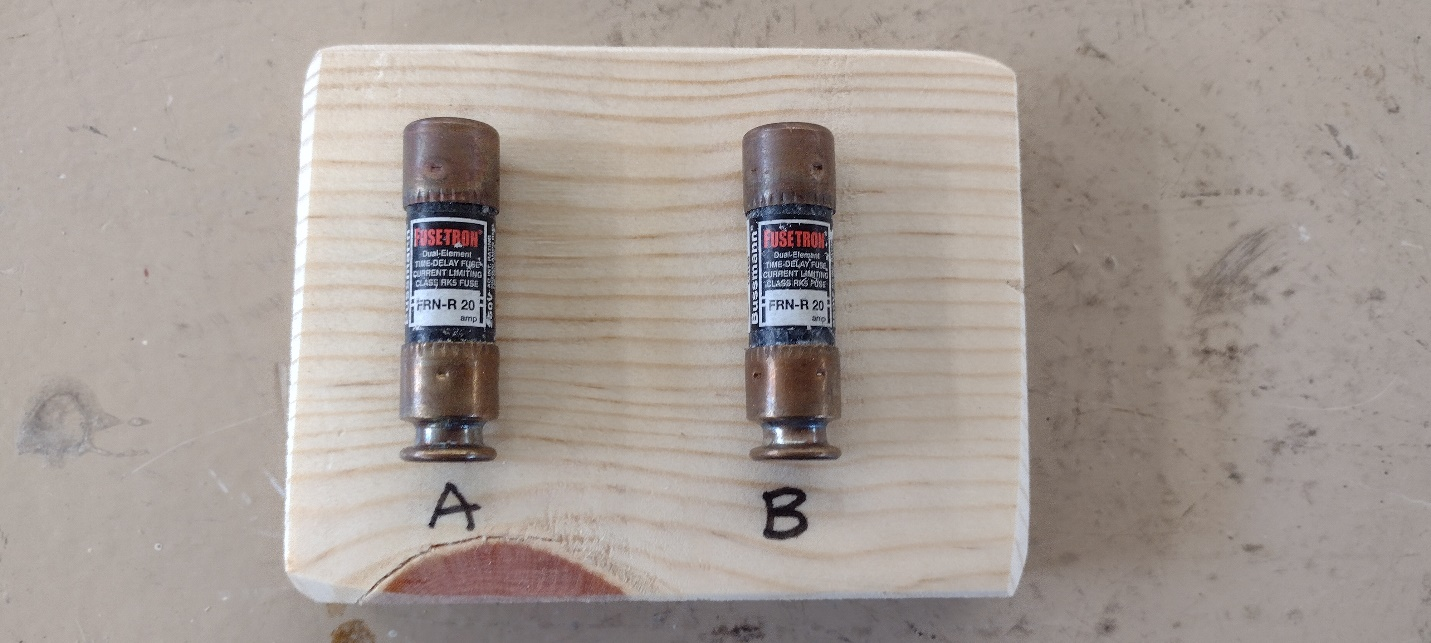 FUSETRON®
Dual-Element
TIME-DELAY FUSE
CURRENT LIMITING
CLASS RK5 FUSE
FRN-R 20
amp
Bussmann®
FUSETRON®
Dual-Element
TIME-DELAY FUSE
CURRENT LIMITING
CLASS RK5 FUSE
FRN-R 20
amp
A
B